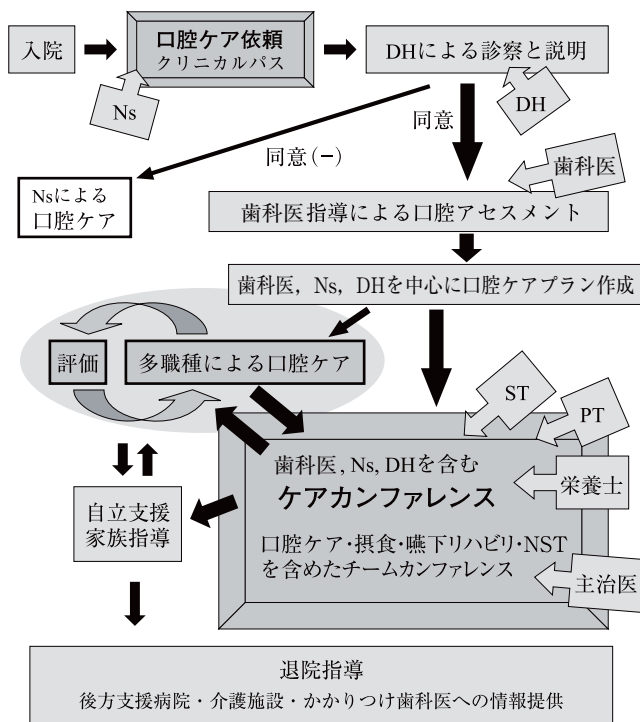 入院
口腔ケア依頼
クリニカルパス
DHによる診察と説明
Ns
DH
同意
同意(−)
歯科医
Nsによる
口腔ケア
歯科医指導による口腔アセスメント
歯科医，Ns，DHを中心に口腔ケアプラン作成
評価
多職種による口腔ケア
ST
PT
歯科医，Ns，DHを含む
ケアカンファレンス
栄養士
自立支援
家族指導
口腔ケア・摂食・嚥下リハビリ・NST
を含めたチームカンファレンス
主治医
退院指導
後方支援病院・介護施設・かかりつけ歯科医への情報提供